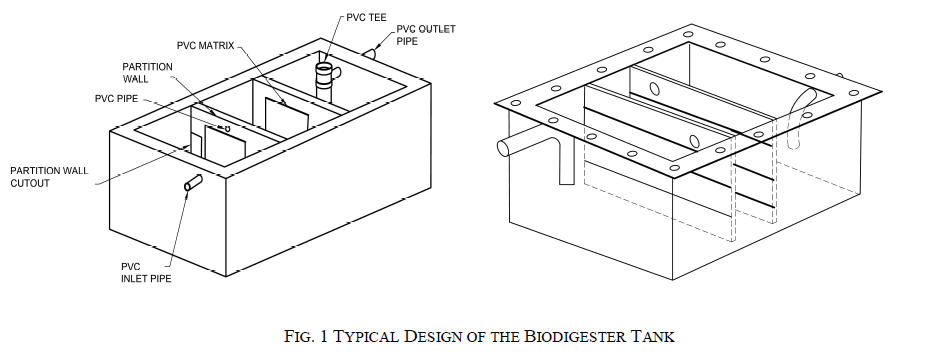 PVC TEE
PVC OUTLET
PIPE
PVC MATRIX
PARTITION
WALL
PVC PIPE
PARTITION WALL
CUTOUT
PVC
INLET PIPE
FIG. 1 TYPICAL DESIGN OF THE BIODIGESTER TANK